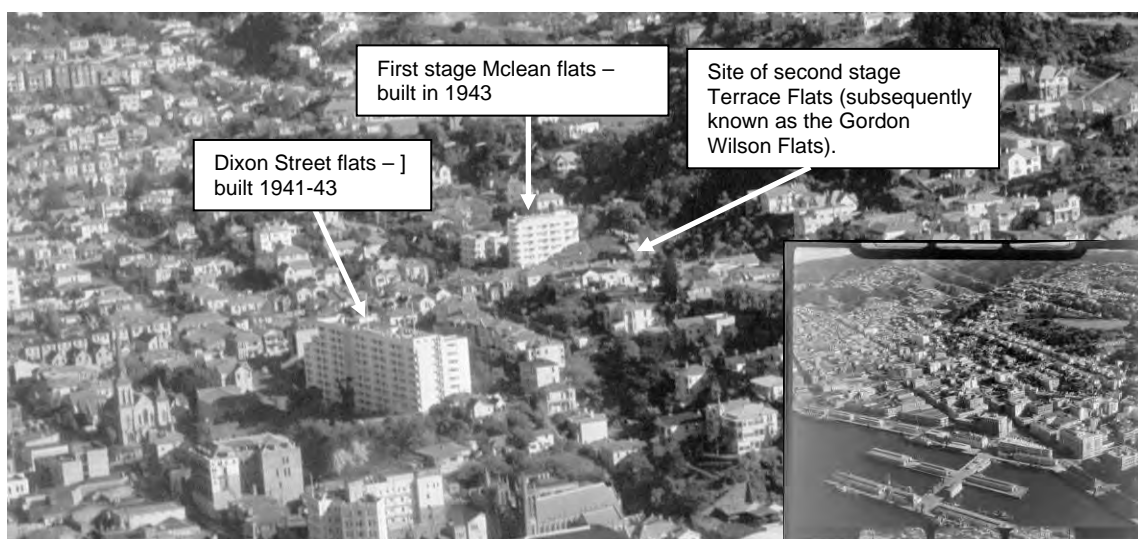 First stage Mclean flats –
built in 1943
Site of second stage
Terrace Flats (subsequently
known as the Gordon
Wilson Flats).
Dixon Street flats – ]
built 1941-43